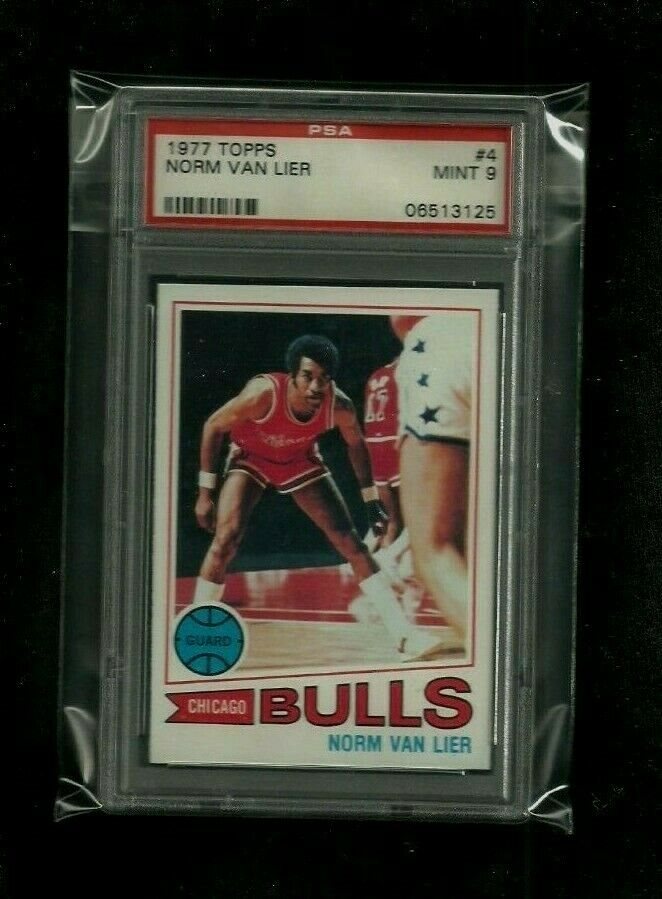 PSA
1977 TOPPS #4
NORM VAN LIER MINT 9
06513125
GUARD
CHICAGO BULLS
NORM VAN LIER